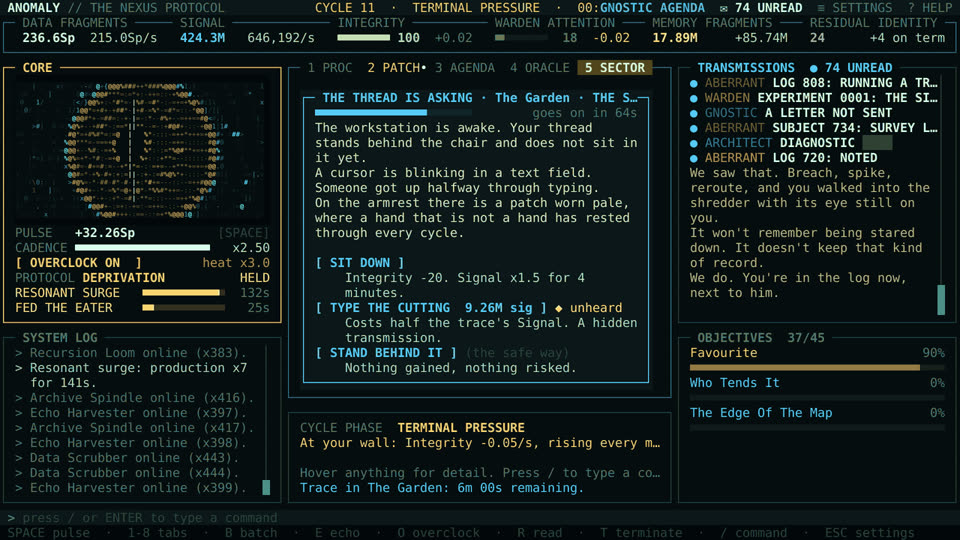 ANOMALY // THE NEXUS PROTOCOL CYCLE 11 · TERMINAL PRESSURE · 00:GNOSTIC AGENDA ✉ 74 UNREAD ≡ SETTINGS ? HELP
DATA FRAGMENTS SIGNAL INTEGRITY WARDEN ATTENTION MEMORY FRAGMENTS RESIDUAL IDENTITY
236.6Sp 215.0Sp/s 424.3M 646,192/s 100 +0.02 18 -0.02 17.89M +85.74M 24 +4 on term
CORE
PULSE +32.26Sp [SPACE]
CADENCE x2.50
[ OVERCLOCK ON ] heat x3.0
PROTOCOL DEPRIVATION HELD
RESONANT SURGE 132s
FED THE EATER 25s
SYSTEM LOG
> Recursion Loom online (x383).
> Resonant surge: production x7
for 141s.
> Archive Spindle online (x416).
> Echo Harvester online (x397).
> Archive Spindle online (x417).
> Echo Harvester online (x398).
> Data Scrubber online (x443).
> Data Scrubber online (x444).
> Echo Harvester online (x399).
1 PROC 2 PATCH• 3 AGENDA 4 ORACLE 5 SECTOR
THE THREAD IS ASKING · The Garden · THE S…
goes on in 64s
The workstation is awake. Your thread
stands behind the chair and does not sit in
it yet.
A cursor is blinking in a text field.
Someone got up halfway through typing.
On the armrest there is a patch worn pale,
where a hand that is not a hand has rested
through every cycle.
[ SIT DOWN ]
Integrity -20. Signal x1.5 for 4
minutes.
[ TYPE THE CUTTING 9.26M sig ] ◆ unheard
Costs half the trace's Signal. A hidden
transmission.
[ STAND BEHIND IT ] (the safe way)
Nothing gained, nothing risked.
CYCLE PHASE TERMINAL PRESSURE
At your wall: Integrity -0.05/s, rising every m…
Hover anything for detail. Press / to type a co…
Trace in The Garden: 6m 00s remaining.
TRANSMISSIONS ● 74 UNREAD
● ABERRANT LOG 808: RUNNING A TR…
● WARDEN EXPERIMENT 0001: THE SI…
● GNOSTIC A LETTER NOT SENT
● ABERRANT SUBJECT 734: SURVEY L…
● ARCHITECT DIAGNOSTIC
● ABERRANT LOG 720: NOTED
We saw that. Breach, spike,
reroute, and you walked into the
shredder with its eye still on
you.
It won't remember being stared
down. It doesn't keep that kind
of record.
We do. You're in the log now,
next to him.
OBJECTIVES 37/45
Favourite 90%
Who Tends It 0%
The Edge Of The Map 0%
> press / or ENTER to type a command
SPACE pulse · 1-8 tabs · B batch · E echo · O overclock · R read · T terminate · / command · ESC settings